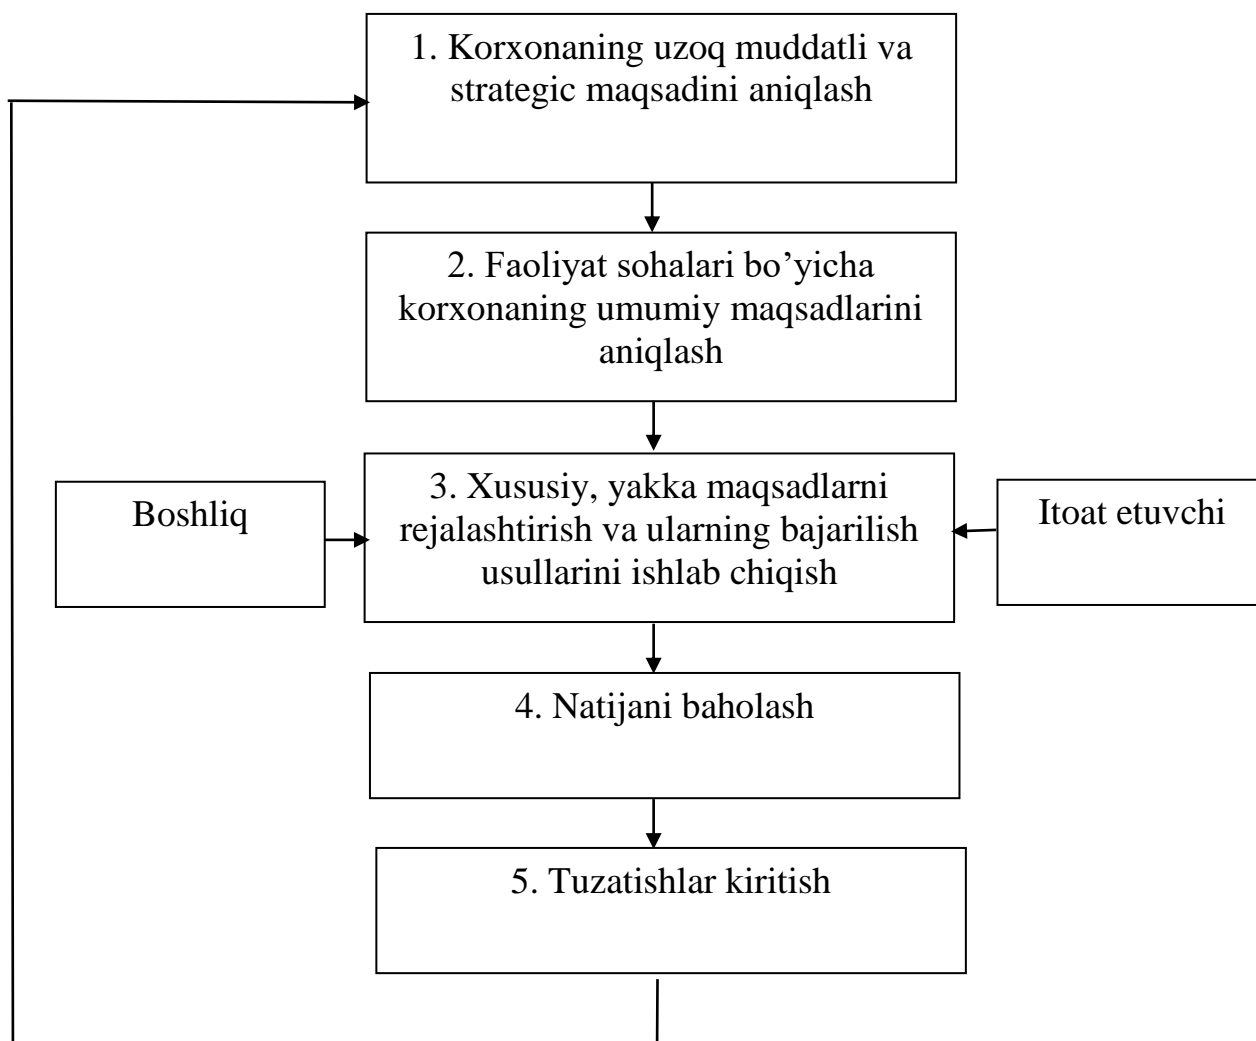 1. Korxonaning uzoq muddatli va
strategic maqsadini aniqlash
2. Faoliyat sohalari bo’yicha
korxonaning umumiy maqsadlarini
aniqlash
Boshliq
3. Xususiy, yakka maqsadlarni
rejalashtirish va ularning bajarilish
usullarini ishlab chiqish
Itoat etuvchi
4. Natijani baholash
5. Tuzatishlar kiritish